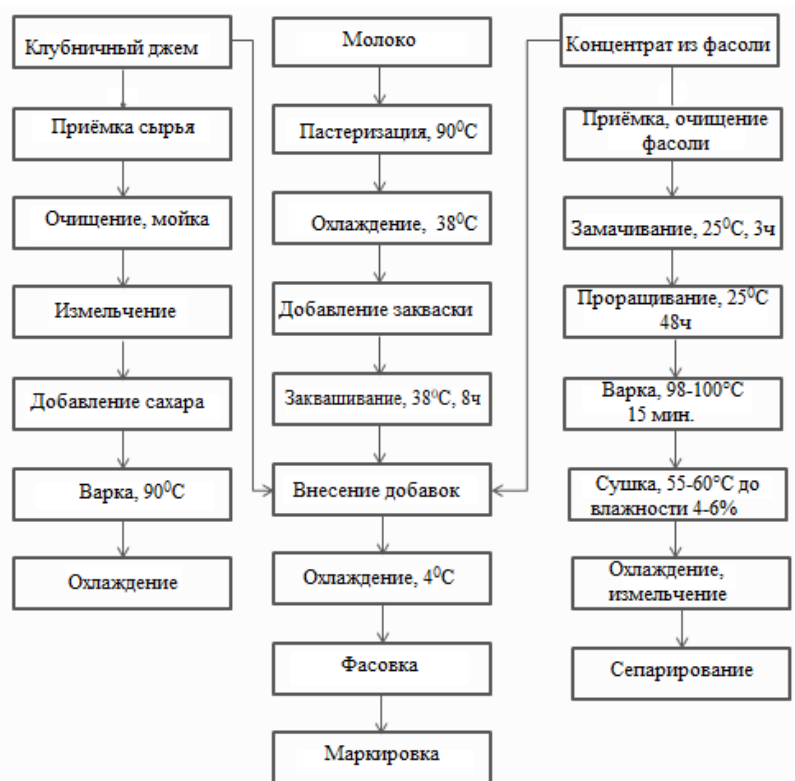 Клубничный джем
Приёмка сырья
Очищение, мойка
Измельчение
Добавление сахара
Варка, 90⁰С
Охлаждение
Молоко
Пастеризация, 90⁰С
Охлаждение, 38⁰С
Добавление закваски
Заквашивание, 38⁰С, 8ч
Внесение добавок
Охлаждение, 4⁰С
Фасовка
Маркировка
Концентрат из фасоли
Приёмка, очищение
фасоли
Замачивание, 25⁰С, 3ч
Проращивание, 25⁰С
48ч
Варка, 98-100°С
15 мин.
Сушка, 55-60°С до
влажности 4-6%
Охлаждение,
измельчение
Сепарирование